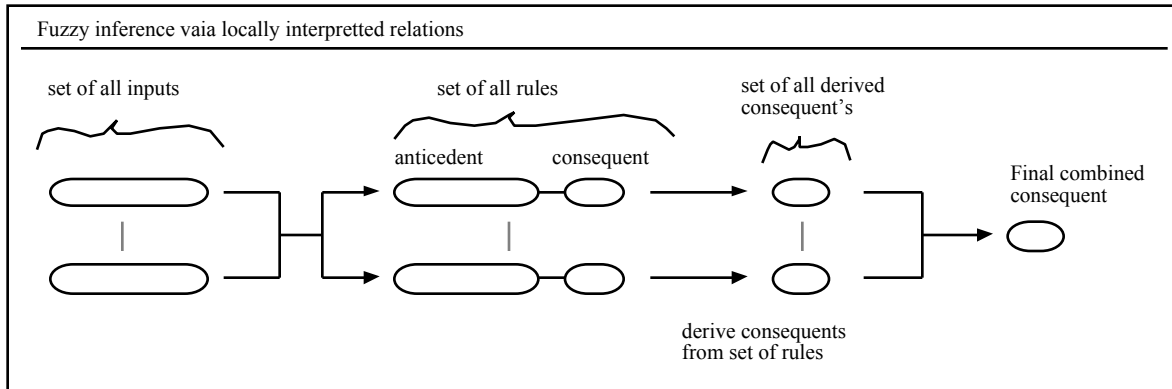 Fuzzy inference vaia locally interpretted relations
set of all inputs
set of all rules
set of all derived
consequent's
anticedent
consequent
Final combined
consequent
derive consequents
from set of rules